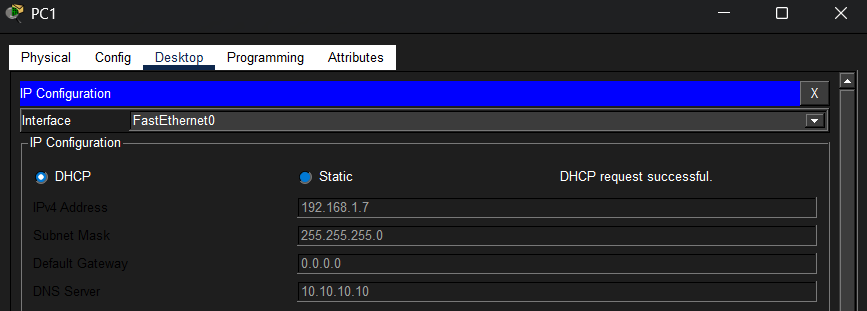 PC1
Physical Config Desktop Programming Attributes
IP Configuration X
Interface FastEthernet0
IP Configuration
DHCP Static DHCP request successful.
IPv4 Address 192.168.1.7
Subnet Mask 255.255.255.0
Default Gateway 0.0.0.0
DNS Server 10.10.10.10